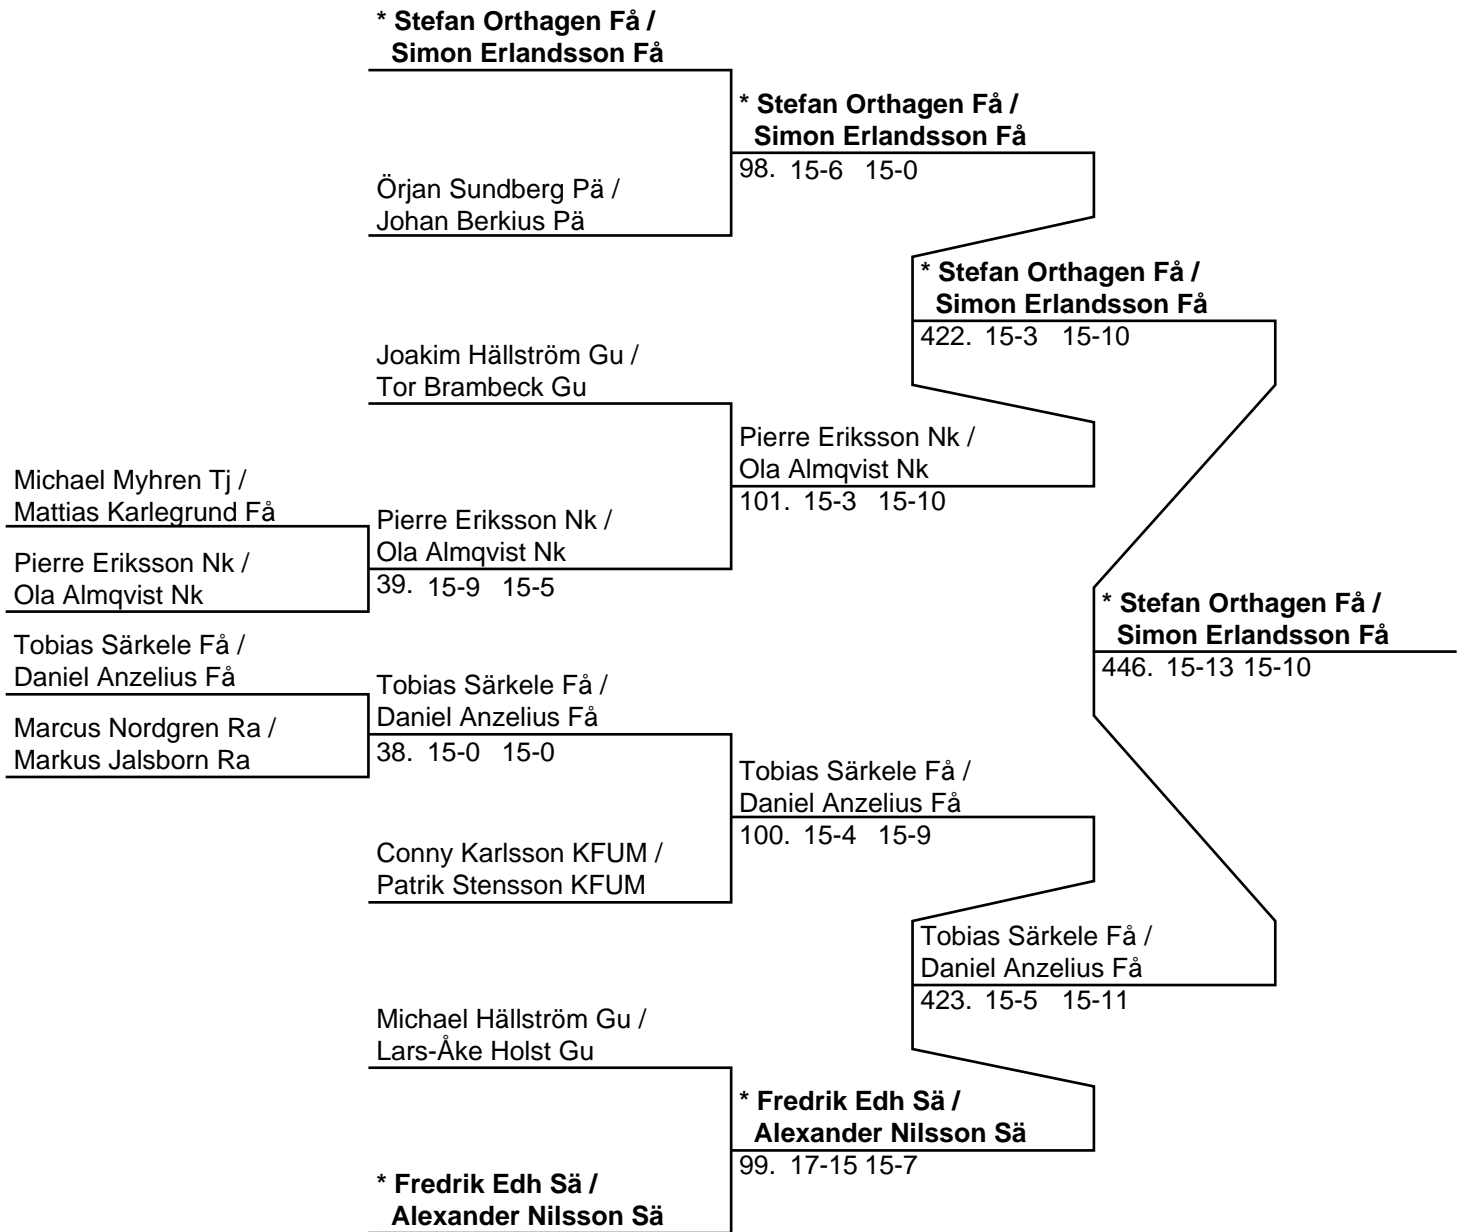 * Stefan Orthagen Få /
Simon Erlandsson Få
* Stefan Orthagen Få /
Simon Erlandsson Få
98. 15-6 15-0
Örjan Sundberg Pä /
Johan Berkius Pä
* Stefan Orthagen Få /
Simon Erlandsson Få
422. 15-3 15-10
Joakim Hällström Gu /
Tor Brambeck Gu
Pierre Eriksson Nk /
Ola Almqvist Nk
101. 15-3 15-10
Michael Myhren Tj /
Mattias Karlegrund Få
Pierre Eriksson Nk /
Ola Almqvist Nk
39. 15-9 15-5
Pierre Eriksson Nk /
Ola Almqvist Nk
* Stefan Orthagen Få /
Simon Erlandsson Få
446. 15-13 15-10
Tobias Särkele Få /
Daniel Anzelius Få
Tobias Särkele Få /
Daniel Anzelius Få
38. 15-0 15-0
Marcus Nordgren Ra /
Markus Jalsborn Ra
Tobias Särkele Få /
Daniel Anzelius Få
100. 15-4 15-9
Conny Karlsson KFUM /
Patrik Stensson KFUM
Tobias Särkele Få /
Daniel Anzelius Få
423. 15-5 15-11
Michael Hällström Gu /
Lars-Åke Holst Gu
* Fredrik Edh Sä /
Alexander Nilsson Sä
99. 17-15 15-7
* Fredrik Edh Sä /
Alexander Nilsson Sä